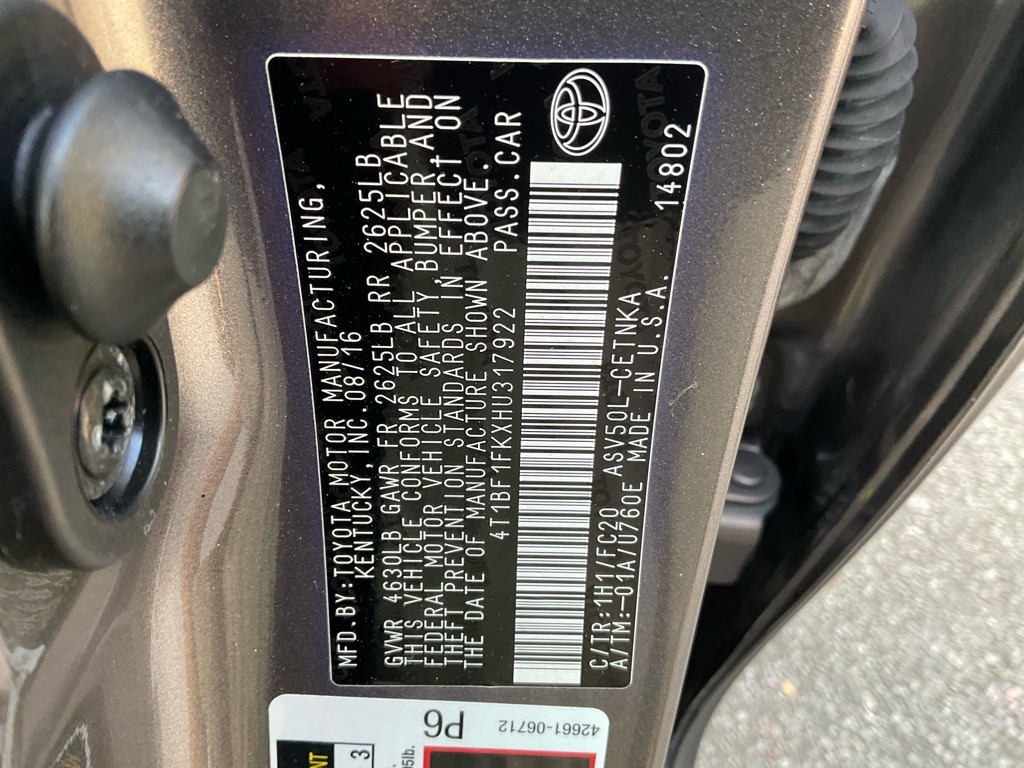 MFD.BY:TOYOTA MOTOR MANUFACTURING,
KENTUCKY,INC.08/16
GVWR 4630LB GAWR FR 2625LB RR 2625LB
THIS VEHICLE CONFORMS TO ALL APPLICABLE
FEDERAL MOTOR VEHICLE SAFETY,BUMPER,AND
THEFT PREVENTION STANDARDS IN EFFECT ON
THE DATE OF MANUFACTURE SHOWN ABOVE.
4T1BF1FKXHU317922 PASS.CAR
C/TR:1H1/FC20 ASV50L-CETNKA
A/TM:-01A/U760E MADE IN U.S.A. 14802
TOYOTA
TOYOTA
42661-06712
P6
3